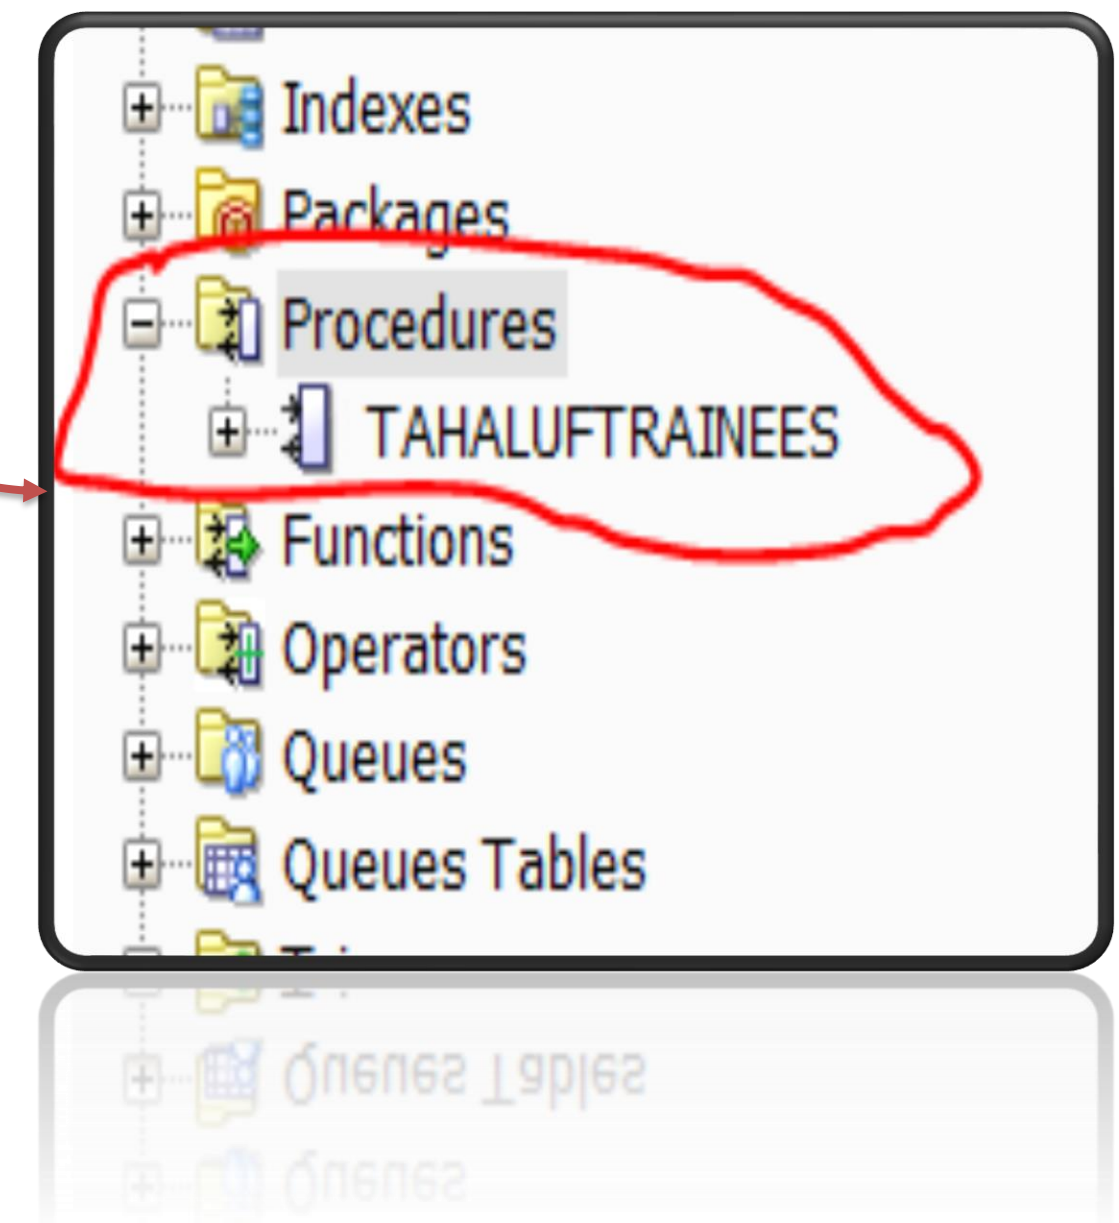 Indexes
Packages
Procedures
TAHALUFTRAINEES
Functions
Operators
Queues
Queues Tables